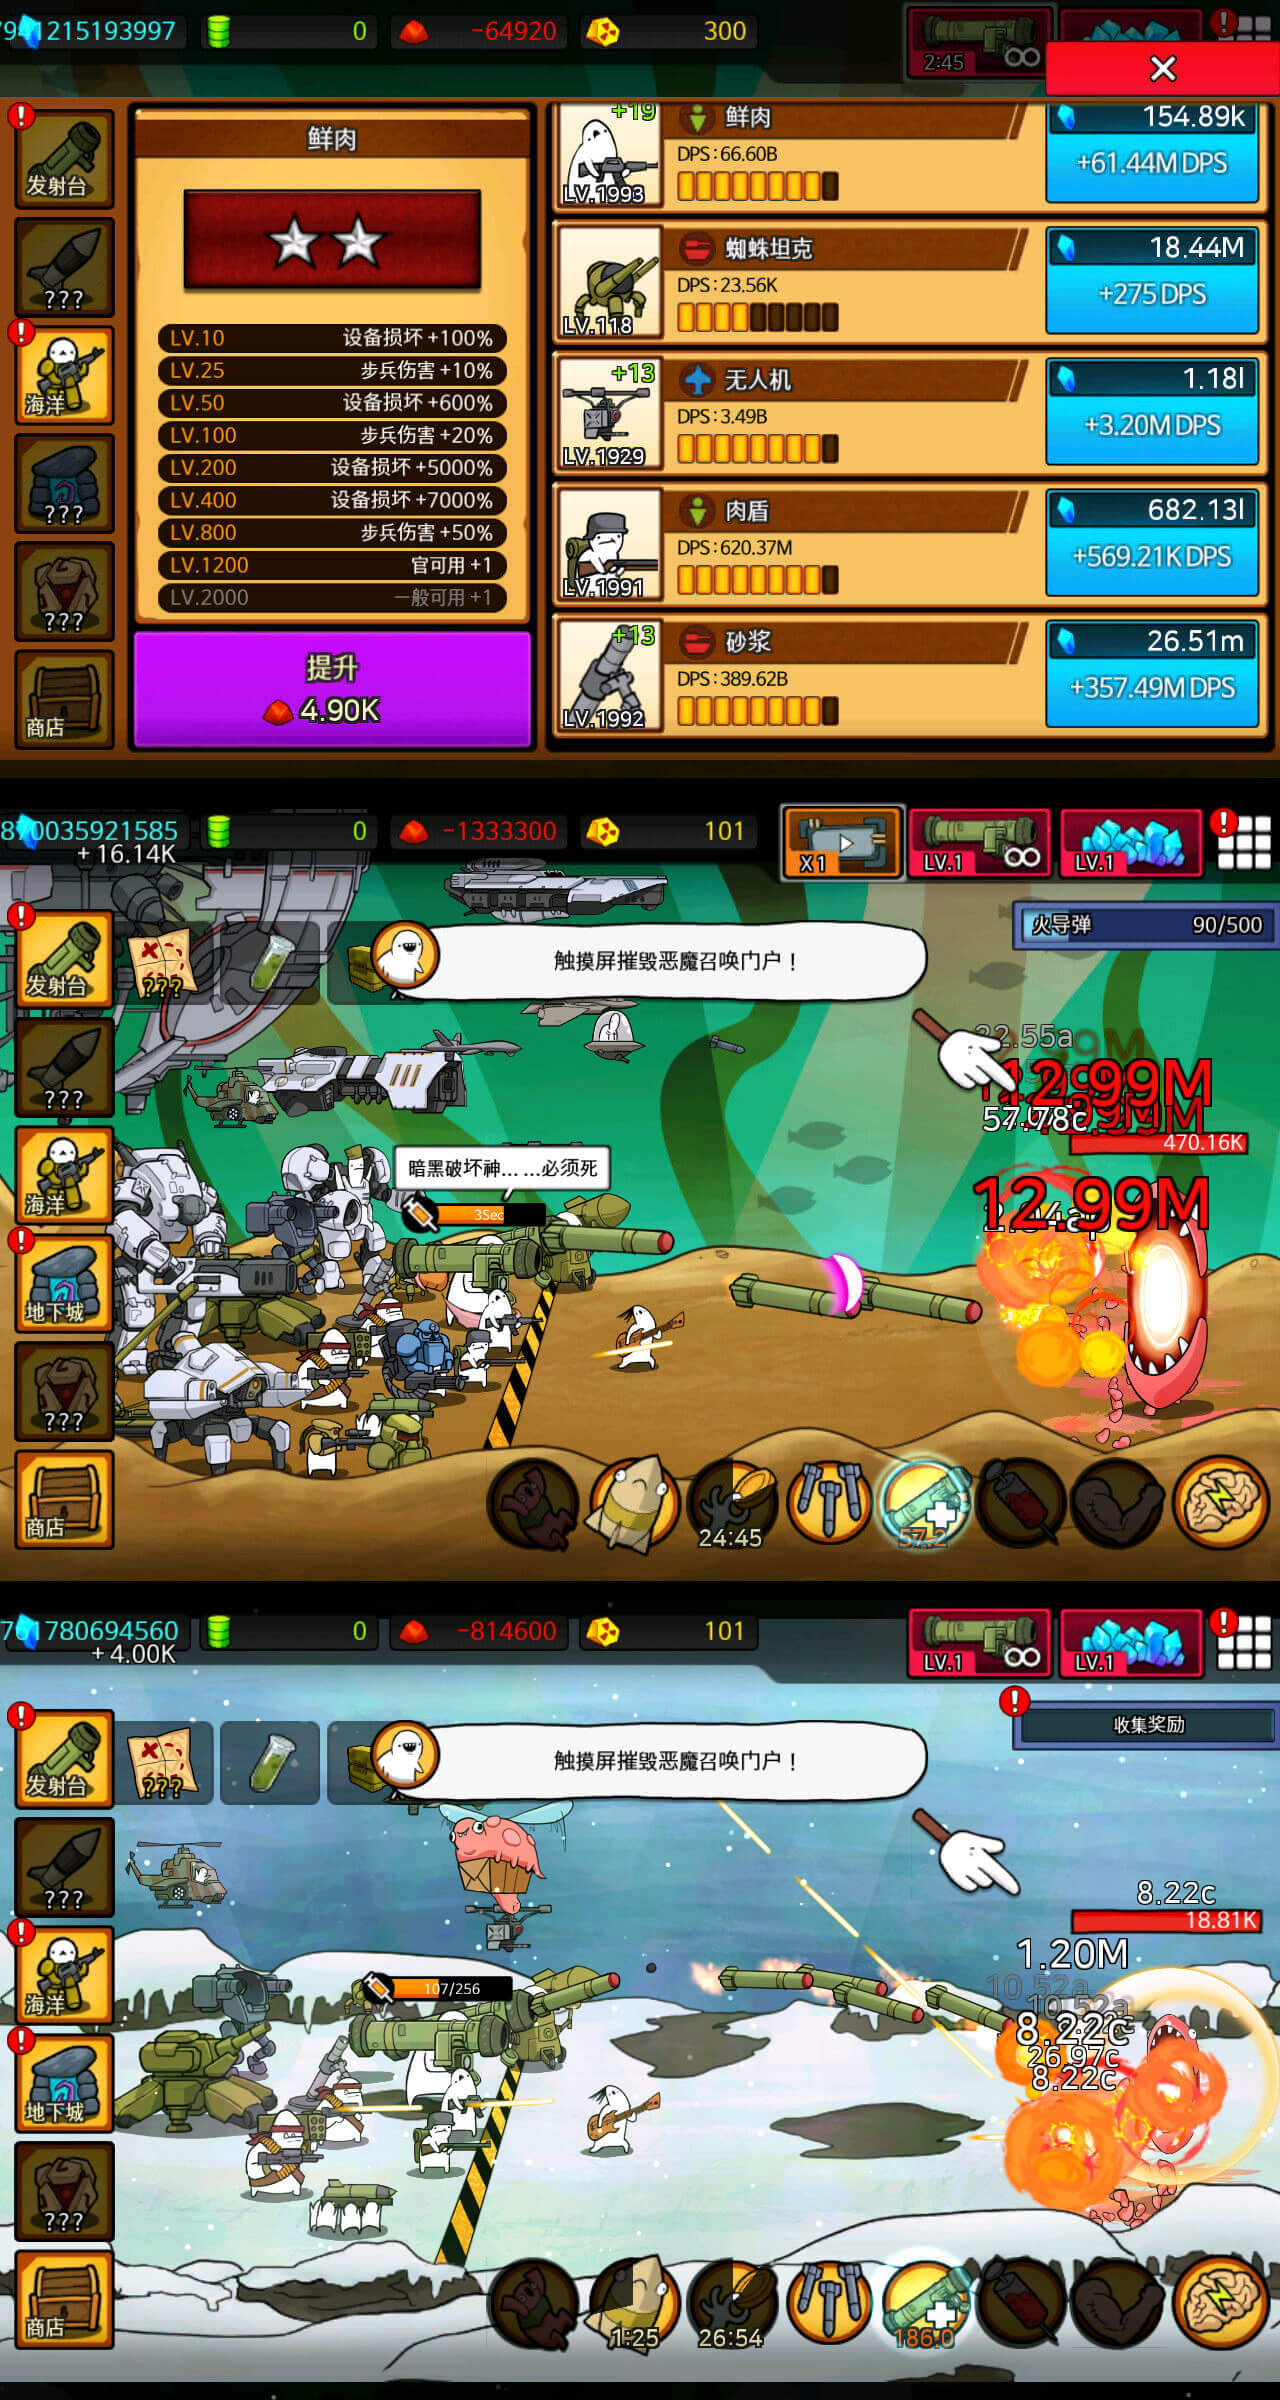 7941215193997
0
-64920
300
2:45
∞
!
×
!
发射台
???
!
海洋
???
???
商店
鲜肉
LV.10 设备损坏 +100%
LV.25 步兵伤害 +10%
LV.50 设备损坏 +600%
LV.100 步兵伤害 +20%
LV.200 设备损坏 +5000%
LV.400 设备损坏 +7000%
LV.800 步兵伤害 +50%
LV.1200 官可用 +1
LV.2000 一般可用 +1
提升
4.90K
+19
鲜肉
154.89k
DPS:66.60B
+61.44M DPS
LV.1993
蜘蛛坦克
18.44M
DPS:23.56K
+275 DPS
LV.118
+13
无人机
1.18l
DPS:3.49B
+3.20M DPS
LV.1929
肉盾
682.13l
DPS:620.37M
+569.21K DPS
LV.1991
+13
砂浆
26.51m
DPS:389.62B
+357.49M DPS
LV.1992
870035921585
+ 16.14K
0
-1333300
101
X1
LV.1
∞
LV.1
!
火导弹 90/500
!
发射台
???
触摸屏摧毁恶魔召唤门户！
???
海洋
!
地下城
???
商店
暗黑破坏神... ...必须死
3Sec
22.55a
12.99M
57.78c
470.16K
12.99M
24:45
57.2
761780694560
+ 4.00K
0
-814600
101
LV.1
∞
LV.1
!
!
收集奖励
!
发射台
???
触摸屏摧毁恶魔召唤门户！
???
!
海洋
!
地下城
???
商店
107/256
8.22c
18.81K
1.20M
10.52a
10.52a
8.22c
26.97c
8.22c
1:25
26:54
186.0